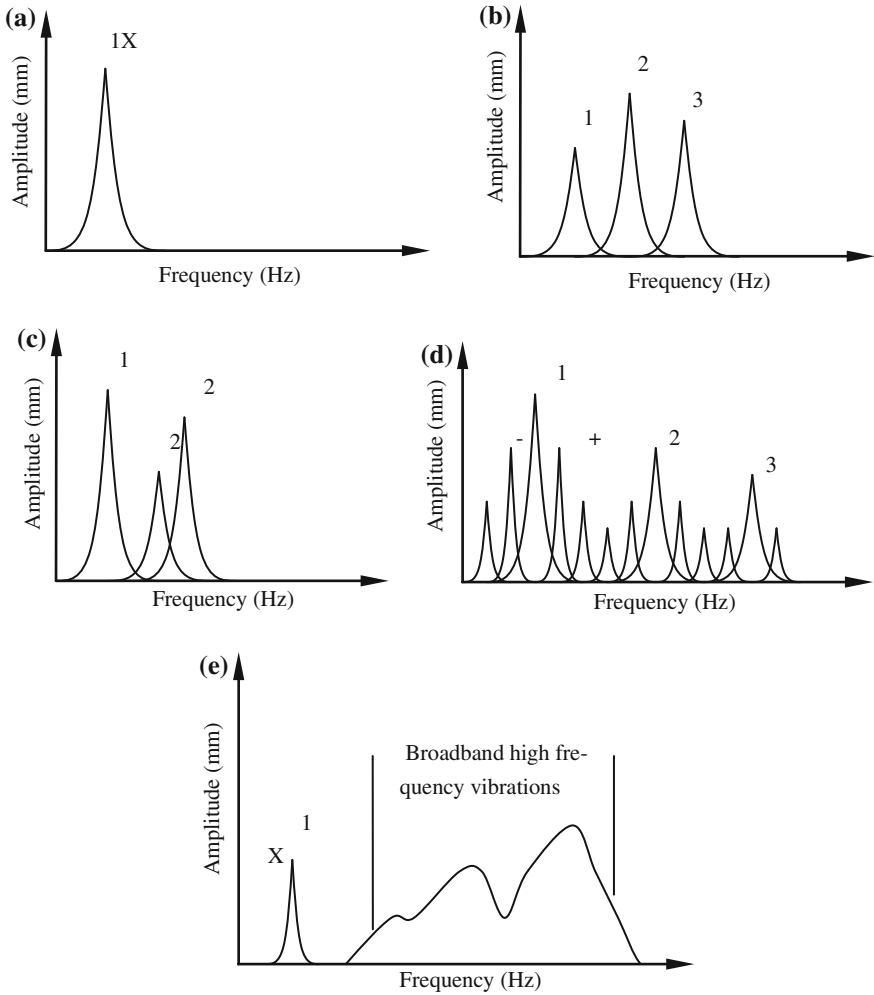 (a)
1X
Amplitude (mm)
Frequency (Hz)
(b)
1
2
3
Amplitude (mm)
Frequency (Hz)
(c)
1
2
2
Amplitude (mm)
Frequency (Hz)
(d)
1
-
+
2
3
Amplitude (mm)
Frequency (Hz)
(e)
Broadband high fre-
quency vibrations
1
X
Amplitude (mm)
Frequency (Hz)